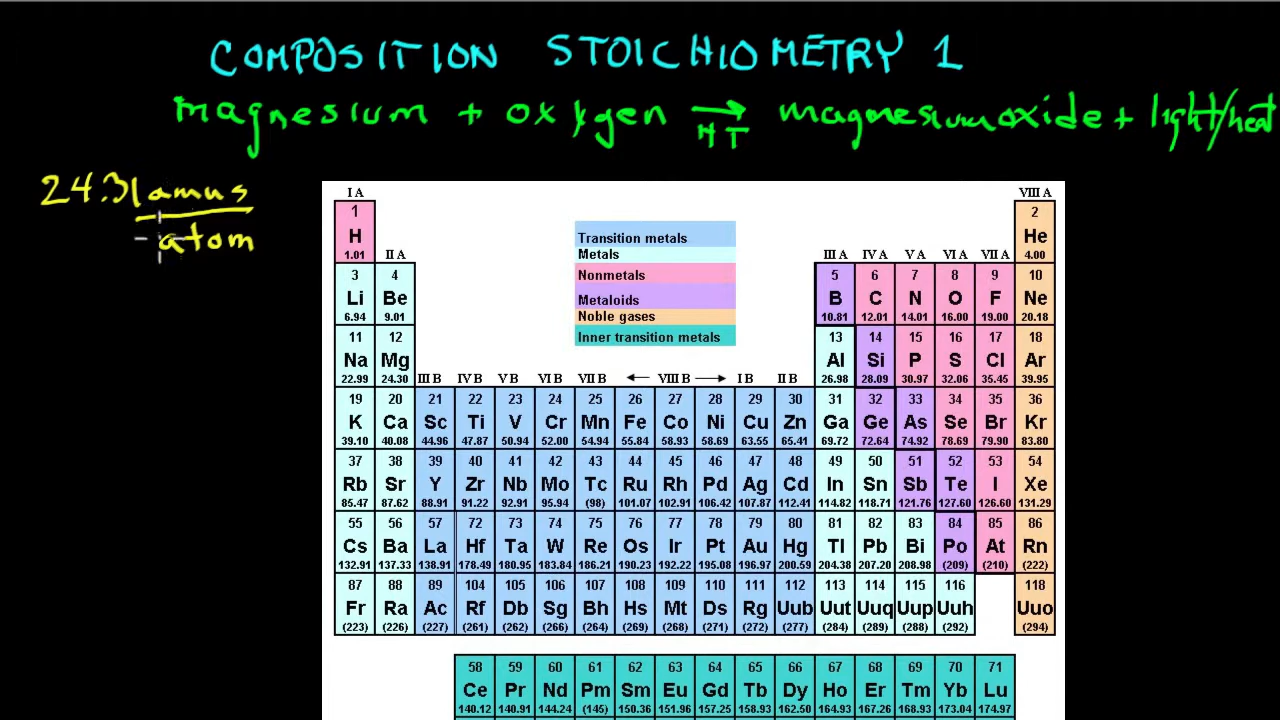 COMPOSITION STOICHIOMETRY 1
magnesium + oxygen → magnesium oxide + light/heat
HT
24.31 amus
atom
I A VIII A
1 2
H He
1.01 II A III A IV A V A VI A VII A 4.00
Transition metals
Metals
Nonmetals
Metaloids
Noble gases
Inner transition metals
3 4 5 6 7 8 9 10
Li Be B C N O F Ne
6.94 9.01 10.81 12.01 14.01 16.00 19.00 20.18
11 12 13 14 15 16 17 18
Na Mg Al Si P S Cl Ar
22.99 24.30 III B IV B V B VI B VII B ← VIII B → I B II B 26.98 28.09 30.97 32.06 35.45 39.95
19 20 21 22 23 24 25 26 27 28 29 30 31 32 33 34 35 36
K Ca Sc Ti V Cr Mn Fe Co Ni Cu Zn Ga Ge As Se Br Kr
39.10 40.08 44.96 47.87 50.94 52.00 54.94 55.84 58.93 58.69 63.55 65.41 69.72 72.64 74.92 78.69 79.90 83.80
37 38 39 40 41 42 43 44 45 46 47 48 49 50 51 52 53 54
Rb Sr Y Zr Nb Mo Tc Ru Rh Pd Ag Cd In Sn Sb Te I Xe
85.47 87.62 88.91 91.22 92.91 95.94 (98) 101.07 102.91 106.42 107.87 112.41 114.82 118.71 121.76 127.60 126.60 131.29
55 56 57 72 73 74 75 76 77 78 79 80 81 82 83 84 85 86
Cs Ba La Hf Ta W Re Os Ir Pt Au Hg Tl Pb Bi Po At Rn
132.91 137.33 138.91 178.49 180.95 183.84 186.21 190.23 192.22 195.08 196.97 200.59 204.38 207.20 208.98 (209) (210) (222)
87 88 89 104 105 106 107 108 109 110 111 112 113 114 115 116 118
Fr Ra Ac Rf Db Sg Bh Hs Mt Ds Rg Uub Uut Uuq Uup Uuh Uuo
(223) (226) (227) (261) (262) (266) (264) (269) (268) (271) (272) (277) (284) (289) (288) (292) (294)
58 59 60 61 62 63 64 65 66 67 68 69 70 71
Ce Pr Nd Pm Sm Eu Gd Tb Dy Ho Er Tm Yb Lu
140.12 140.91 144.24 (145) 150.36 151.96 157.25 158.93 162.50 164.93 167.26 168.93 173.04 174.97